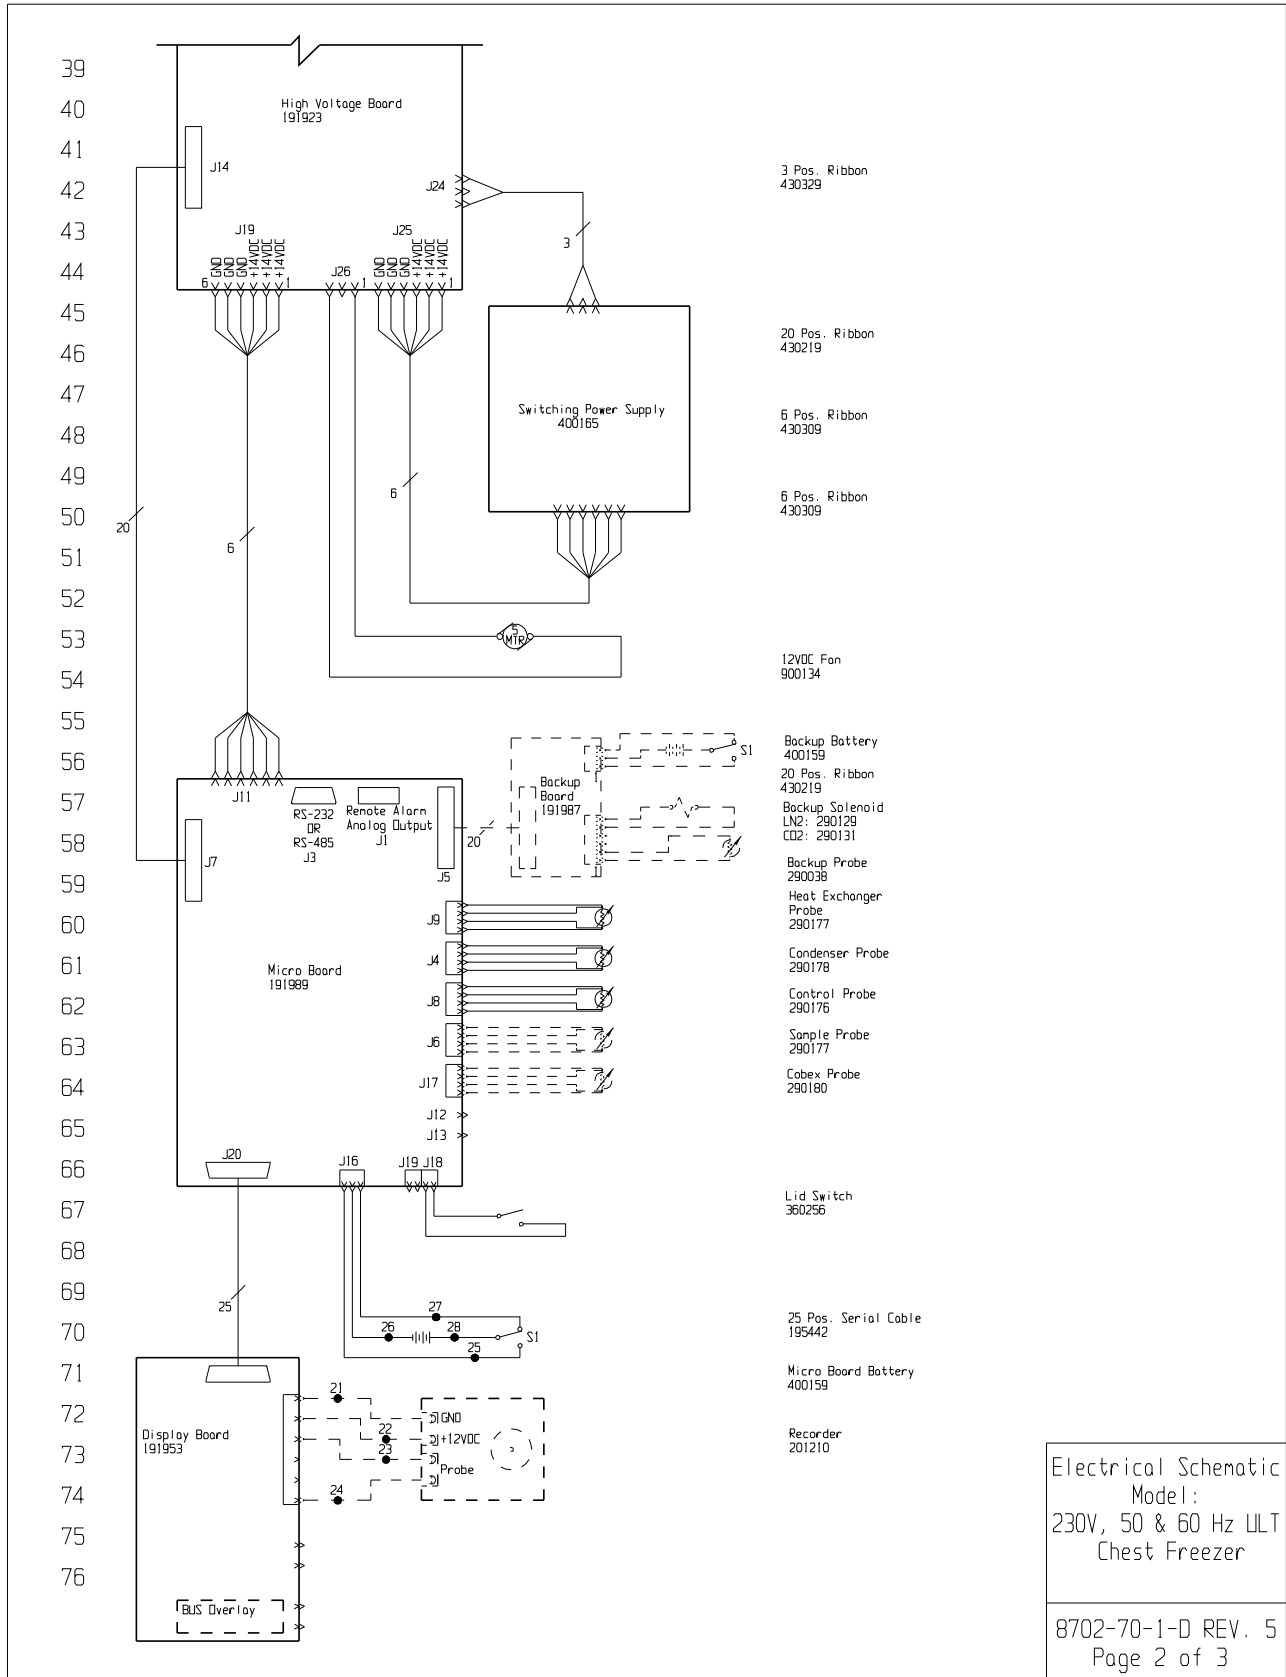 39
40
41
42
43
44
45
46
47
48
49
50
51
52
53
54
55
56
57
58
59
60
61
62
63
64
65
66
67
68
69
70
71
72
73
74
75
76
High Voltage Board
191923
J14
J24
J19
GND
GND
GND
+14VDC
+14VDC
+14VDC
6
1
J26
1
J25
GND
GND
GND
+14VDC
+14VDC
+14VDC
1
3
Switching Power Supply
400165
20
6
6
5
MTR
J11
RS-232
OR
RS-485
J3
Remote Alarm
Analog Output
J1
J5
J7
20
Backup
Board
191987
S1
J9
J4
J8
J6
J17
J12
J13
Micro Board
191989
J20
J16
J19
J18
25
27
26
28
25
S1
Display Board
191953
21
22
23
24
GND
+12VDC
Probe
BUS Overlay
3 Pos. Ribbon
430329
20 Pos. Ribbon
430219
6 Pos. Ribbon
430309
6 Pos. Ribbon
430309
12VDC Fan
900134
Backup Battery
400159
20 Pos. Ribbon
430219
Backup Solenoid
LN2: 290129
CO2: 290131
Backup Probe
290038
Heat Exchanger
Probe
290177
Condenser Probe
290178
Control Probe
290176
Sample Probe
290177
Cobex Probe
290180
Lid Switch
360256
25 Pos. Serial Cable
195442
Micro Board Battery
400159
Recorder
201210
Electrical Schematic
Model:
230V, 50 & 60 Hz ULT
Chest Freezer
8702-70-1-D REV. 5
Page 2 of 3